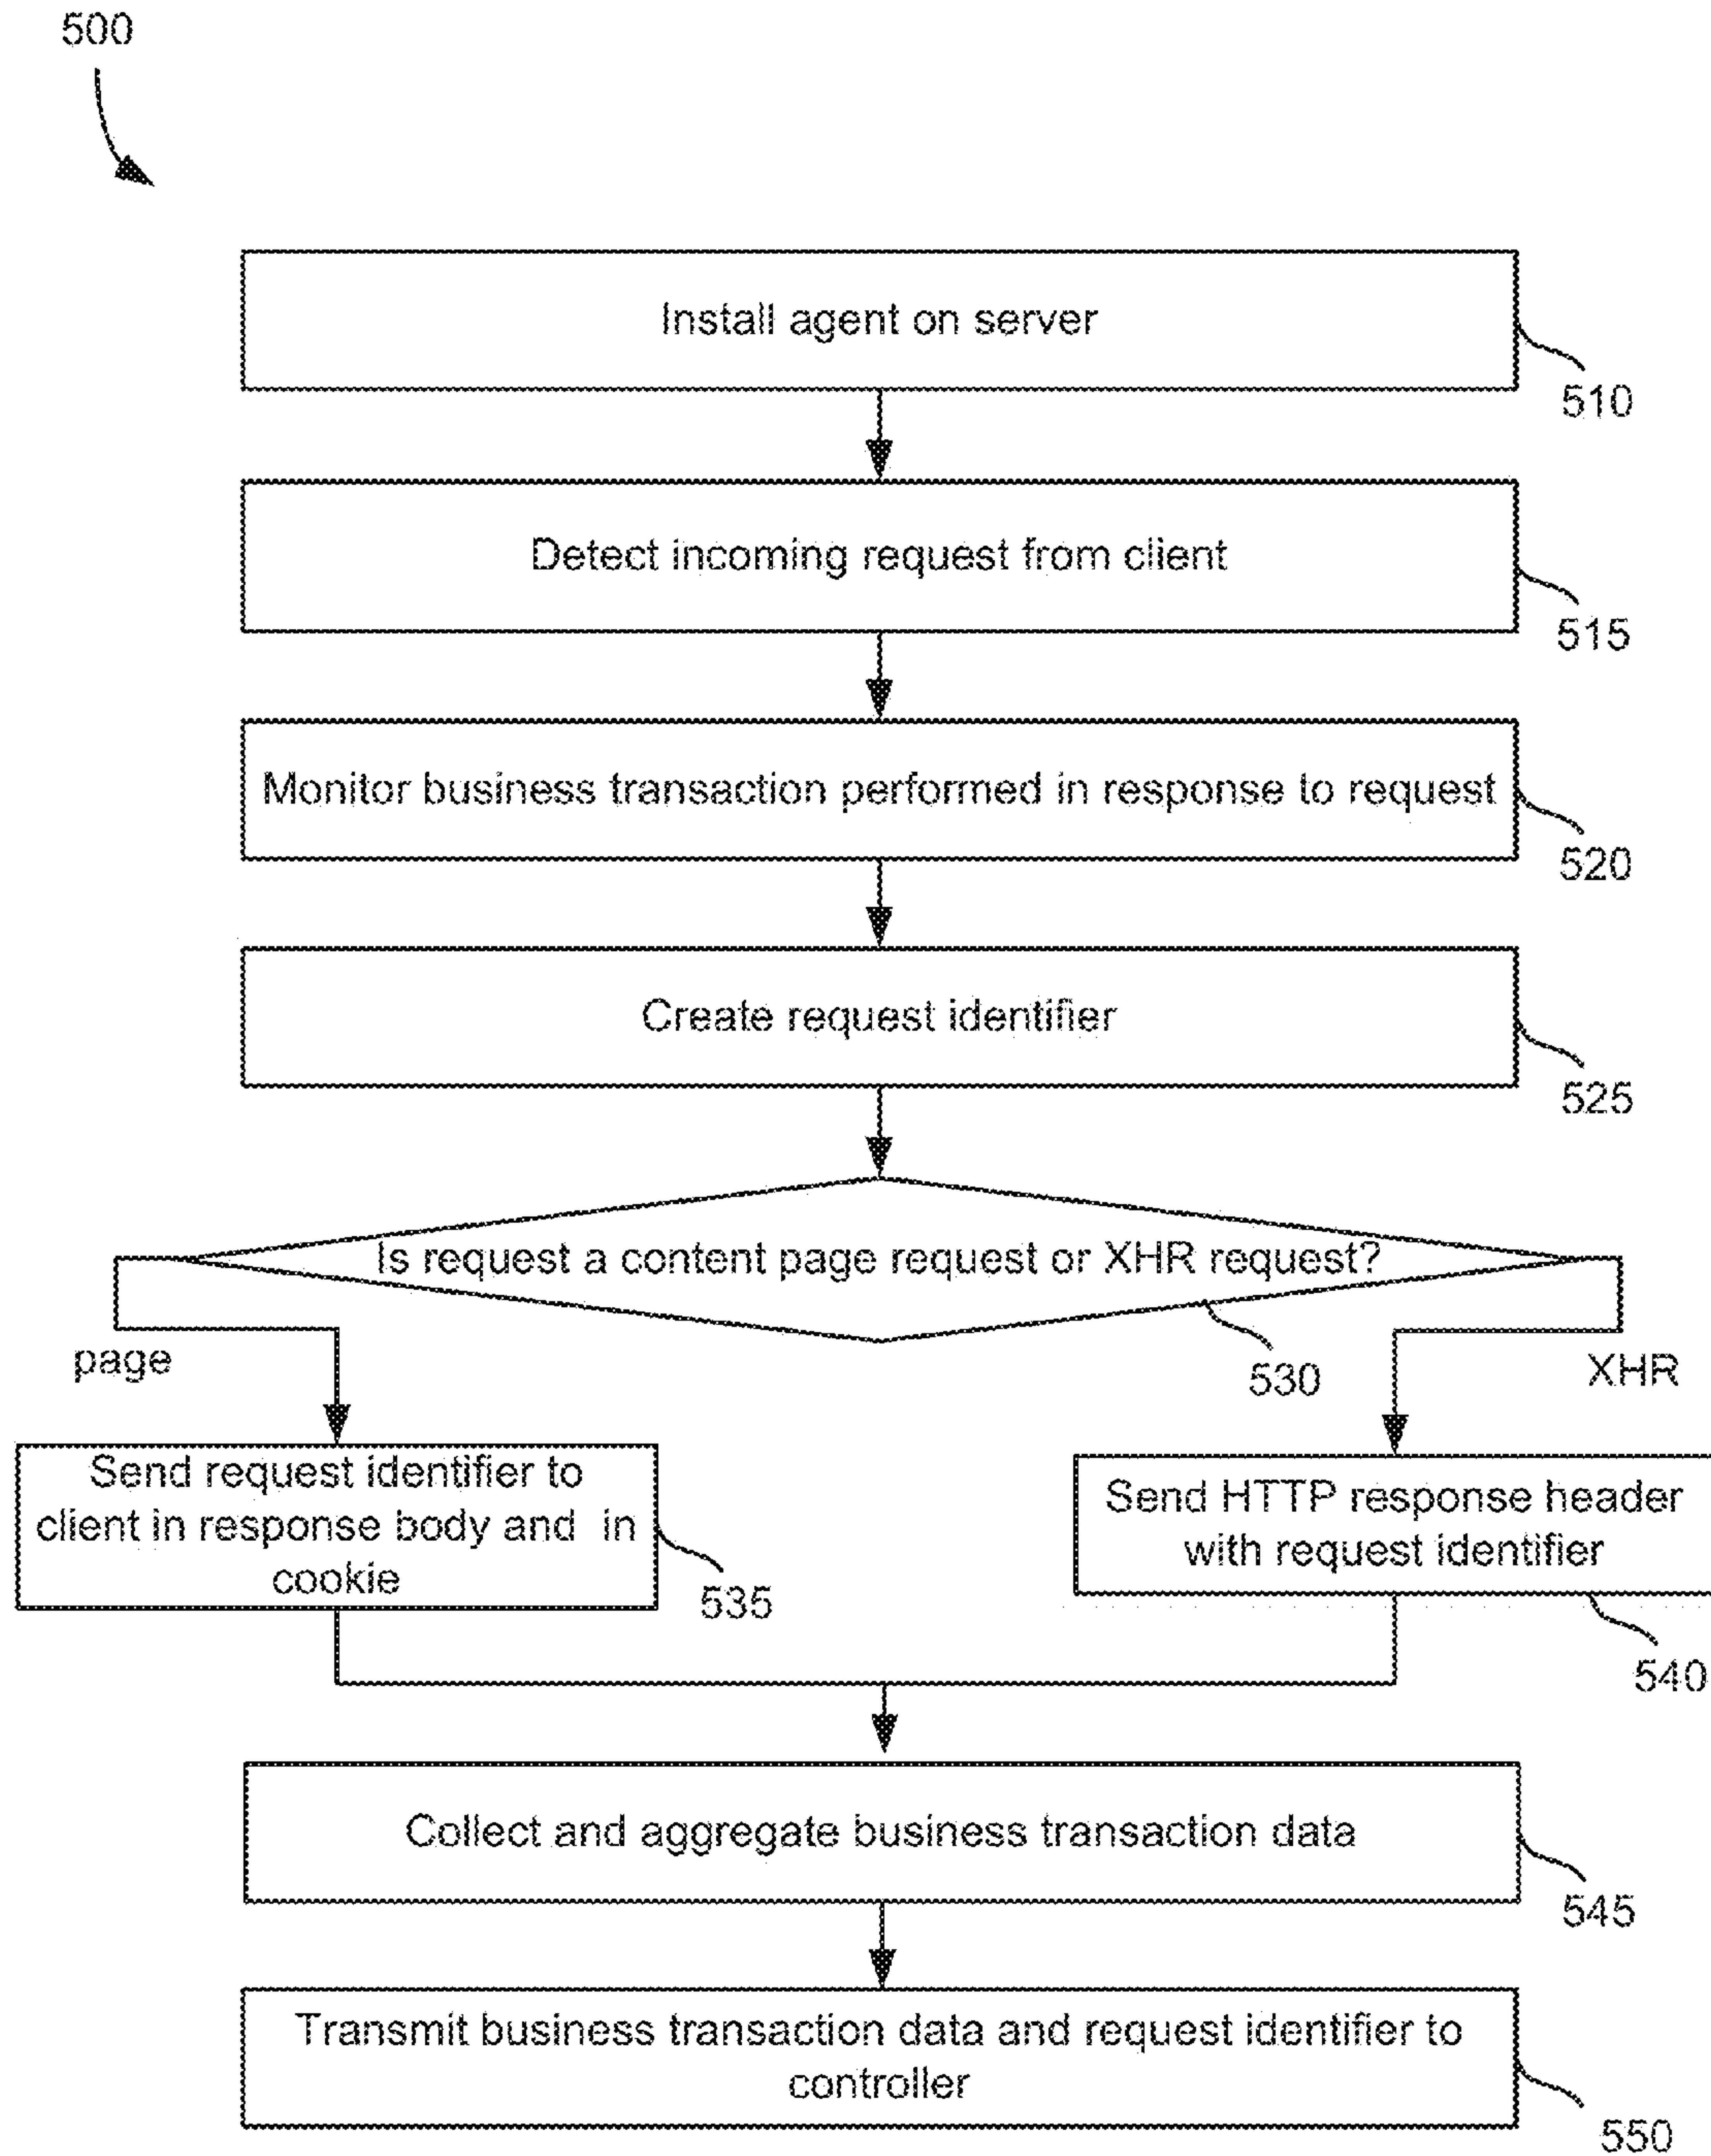 500
Install agent on server
510
Detect incoming request from client
515
Monitor business transaction performed in response to request
520
Create request identifier
525
Is request a content page request or XHR request?
530
page
XHR
Send request identifier to
client in response body and in
cookie
535
Send HTTP response header
with request identifier
540
Collect and aggregate business transaction data
545
Transmit business transaction data and request identifier to
controller
550